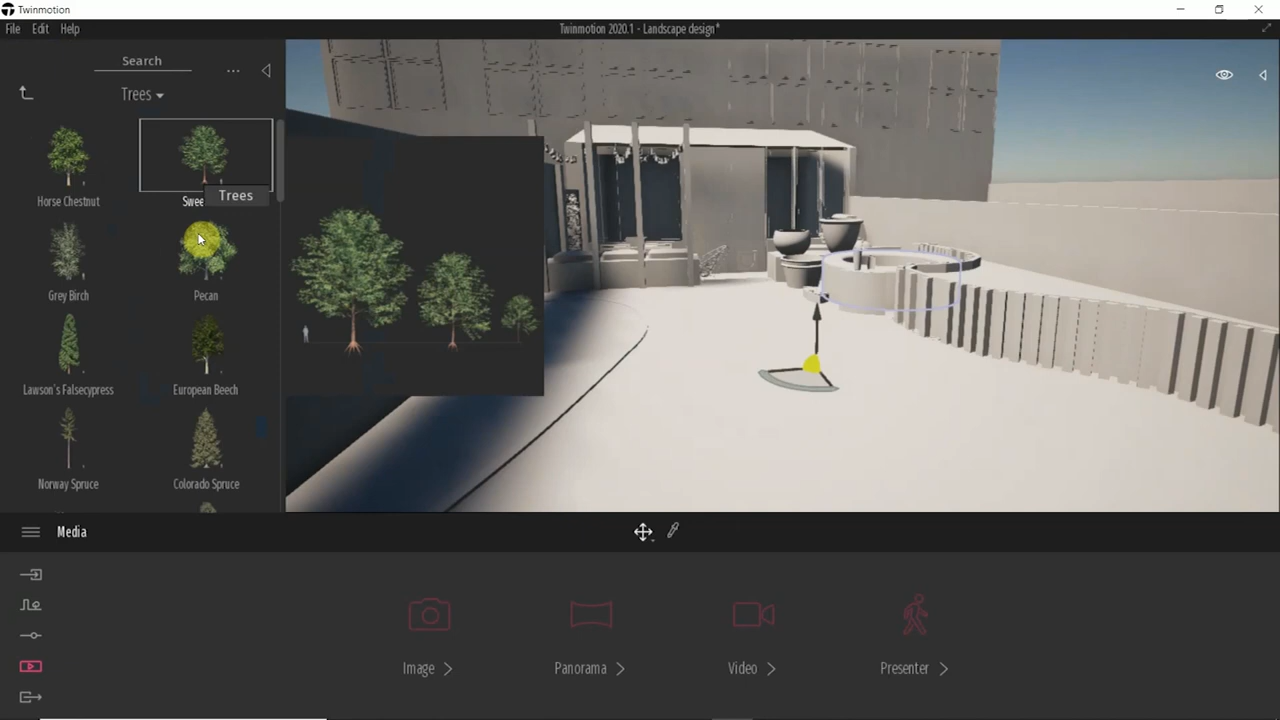 Twinmotion
File Edit Help
Twinmotion 2020.1 - Landscape design*
Search
...
Trees
Horse Chestnut
Trees
Grey Birch
Pecan
Lawson's Falsecypress
European Beech
Norway Spruce
Colorado Spruce
Media
Image
Panorama
Video
Presenter